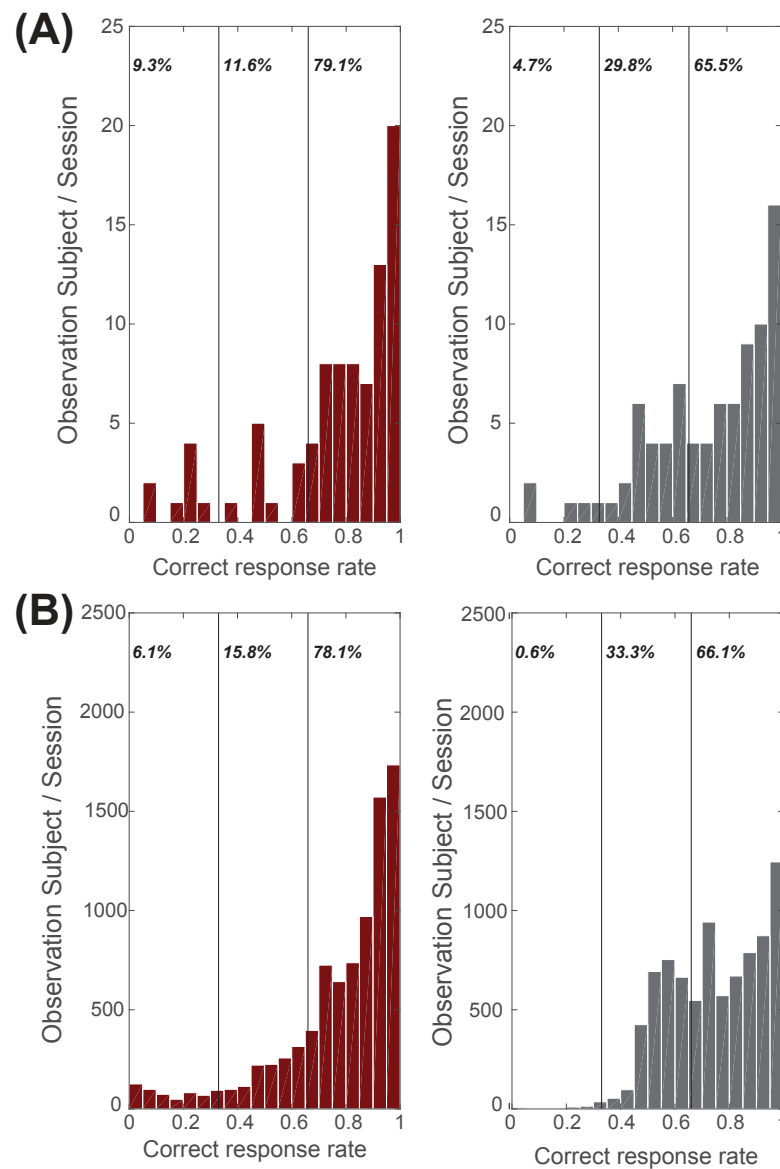 (A)
25
20
15
10
5
0
Observation Subject / Session
9.3% 11.6% 79.1%
0 0.2 0.4 0.6 0.8 1
Correct response rate
25
20
15
10
5
0
Observation Subject / Session
4.7% 29.8% 65.5%
0 0.2 0.4 0.6 0.8 1
Correct response rate
(B)
2500
2000
1500
1000
500
0
Observation Subject / Session
6.1% 15.8% 78.1%
0 0.2 0.4 0.6 0.8 1
Correct response rate
2500
2000
1500
1000
500
0
Observation Subject / Session
0.6% 33.3% 66.1%
0 0.2 0.4 0.6 0.8 1
Correct response rate